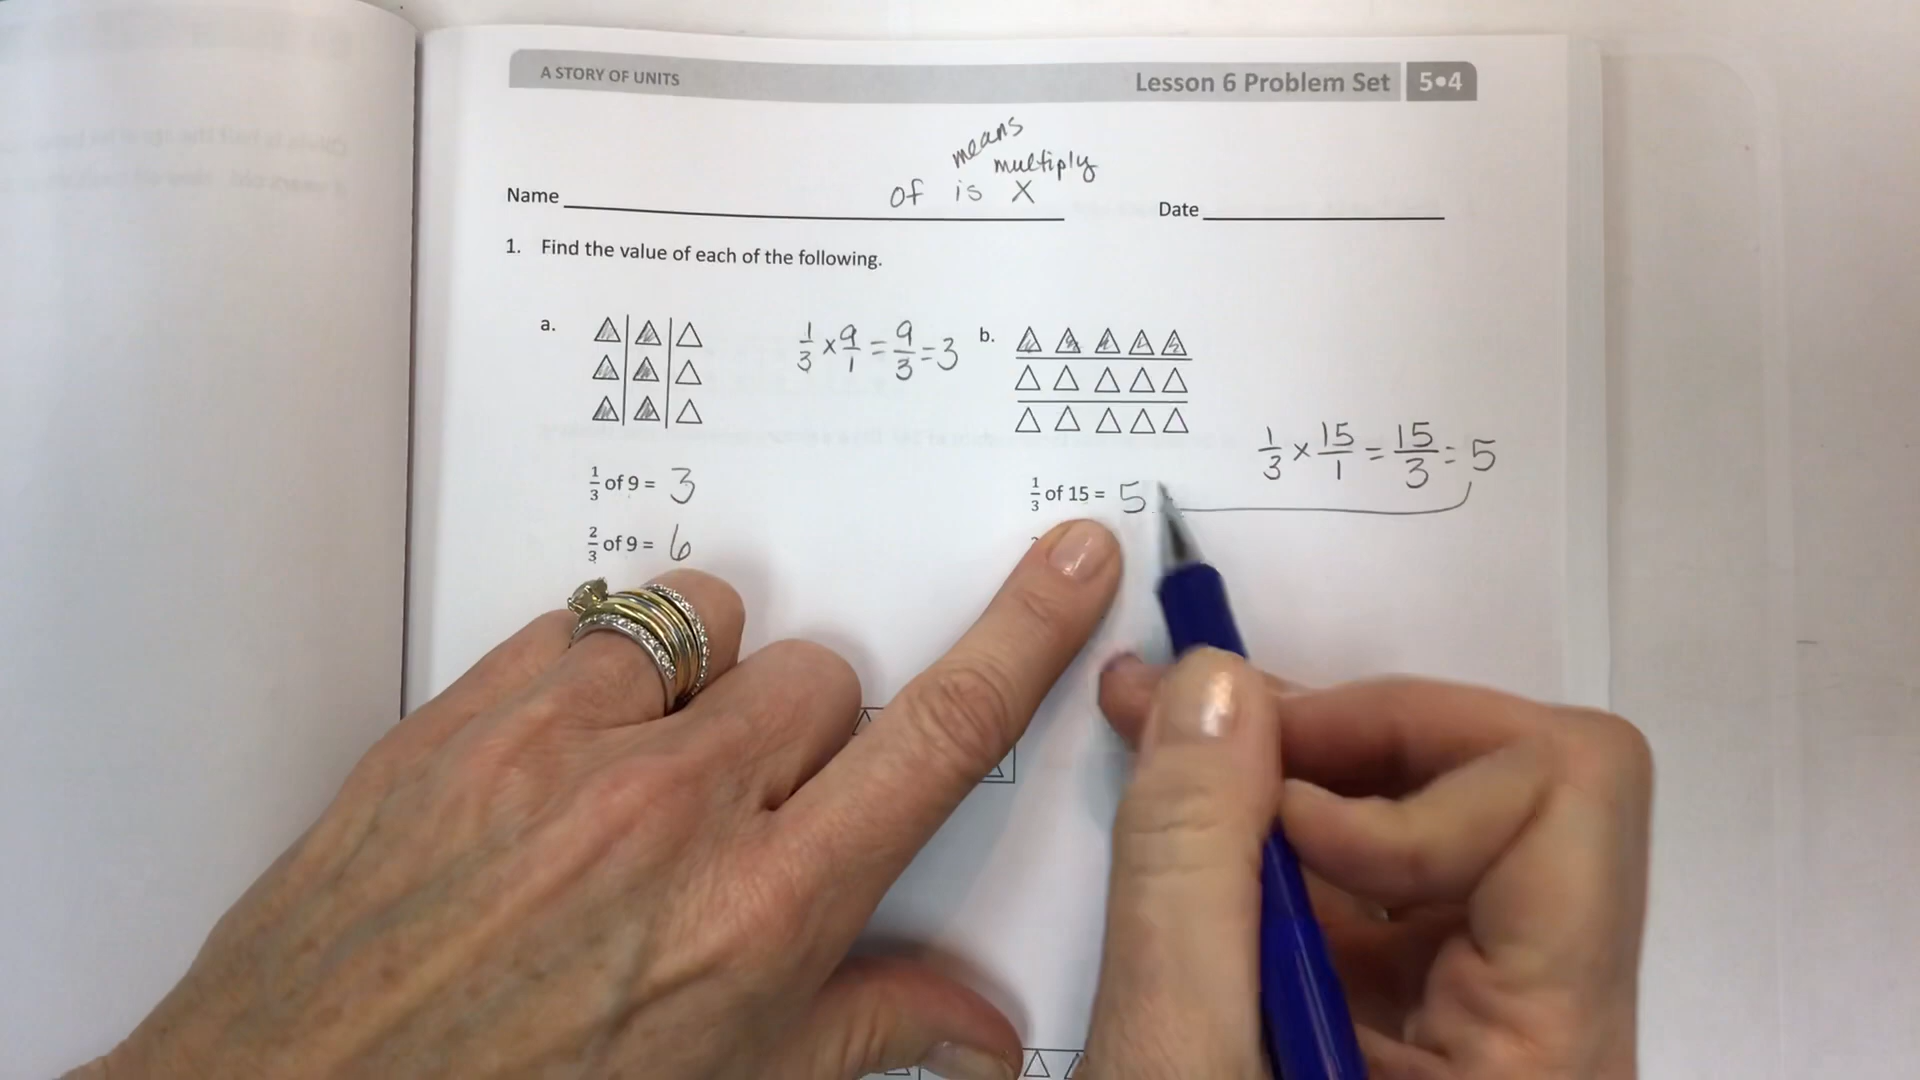 A STORY OF UNITS
Lesson 6 Problem Set 5•4
means
multiply
of is X
Name
Date
1. Find the value of each of the following.
a.
1/3 × 9/1 = 9/3 = 3
b.
1/3 × 15/1 = 15/3 = 5
1/3 of 9 = 3
1/3 of 15 = 5
2/3 of 9 = 6